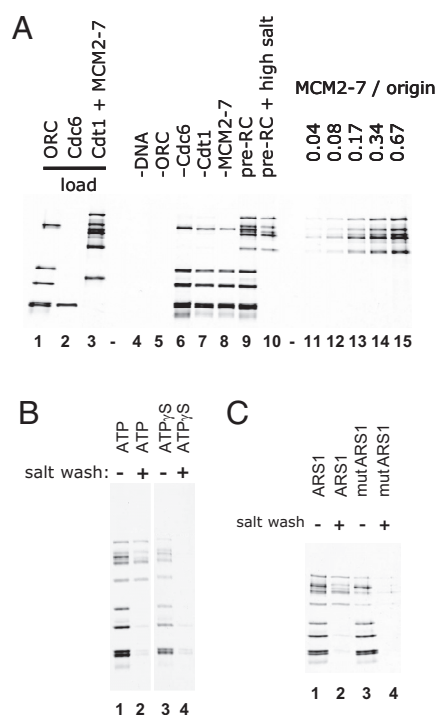 A
ORC
Cdc6
Cdt1 + MCM2-7
load
-DNA
-ORC
–Cdc6
-Cdt1
-MCM2-7
pre-RC
pre-RC + high salt
MCM2-7 / origin
0.04
0.08
0.17
0.34
0.67
1 2 3 - 4 5 6 7 8 9 10 - 11 12 13 14 15
B
ATP
ATP
ATPγS
ATPγS
salt wash: - + - +
1 2 3 4
C
ARS1
ARS1
mutARS1
mutARS1
salt wash - + - +
1 2 3 4